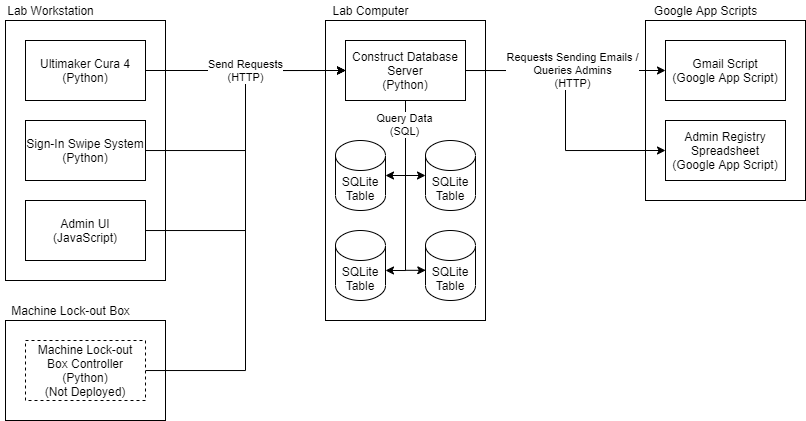 Lab Workstation
Ultimaker Cura 4
(Python)
Sign-In Swipe System
(Python)
Admin UI
(JavaScript)
Machine Lock-out Box
Machine Lock-out
Box Controller
(Python)
(Not Deployed)
Send Requests
(HTTP)
Lab Computer
Construct Database
Server
(Python)
Query Data
(SQL)
SQLite
Table
SQLite
Table
SQLite
Table
SQLite
Table
Requests Sending Emails /
Queries Admins
(HTTP)
Google App Scripts
Gmail Script
(Google App Script)
Admin Registry
Spreadsheet
(Google App Script)